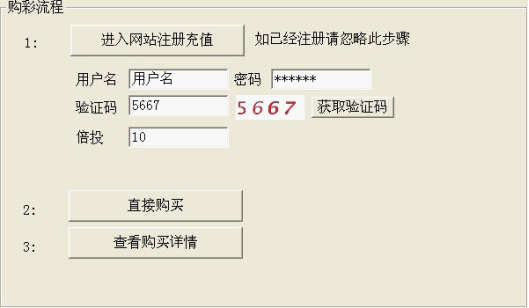 购彩流程
1: 进入网站注册充值 如已经注册请忽略此步骤
用户名 用户名 密码 ******
验证码 5667 5667 获取验证码
倍投 10
2: 直接购买
3: 查看购买详情